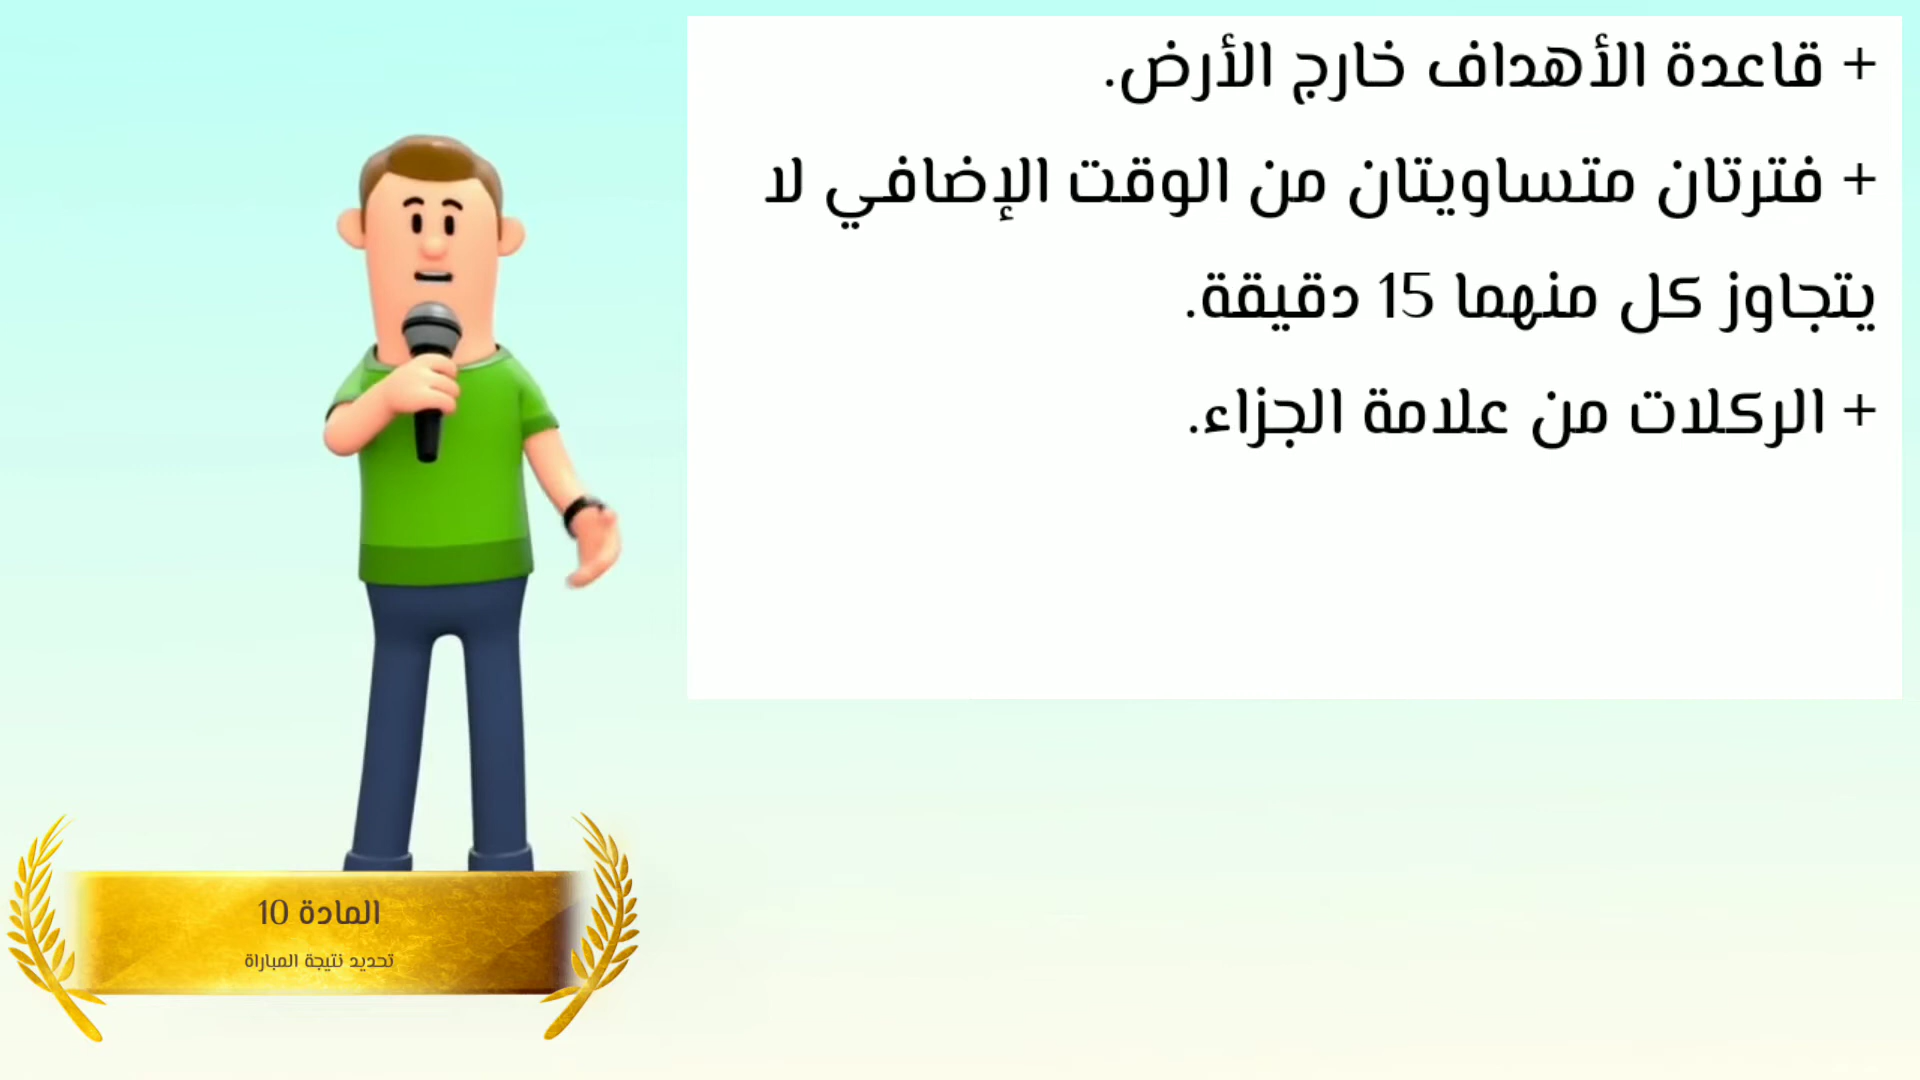 + قاعدة الأهداف خارج الأرض.
+ فترتان متساويتان من الوقت الإضافي لا
يتجاوز كل منهما 15 دقيقة.
+ الركلات من علامة الجزاء.
المادة 10
تحديد نتيجة المباراة